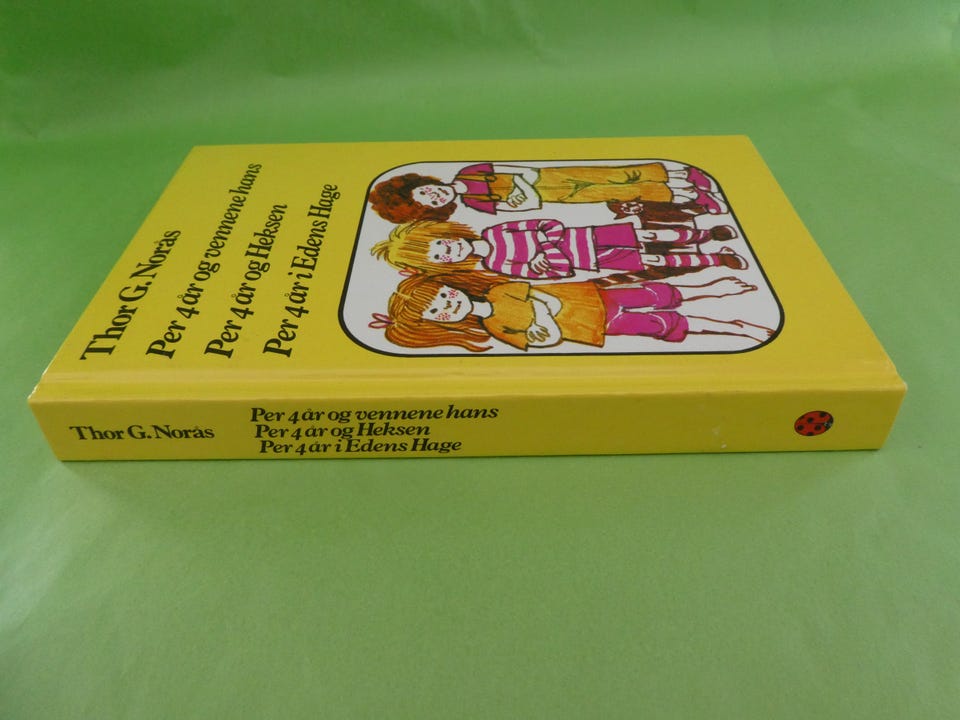 Thor G. Norås
Per 4 år og vennene hans
Per 4 år og Heksen
Per 4 år i Edens Hage
Thor G. Norås
Per 4 år og vennene hans
Per 4 år og Heksen
Per 4 år i Edens Hage